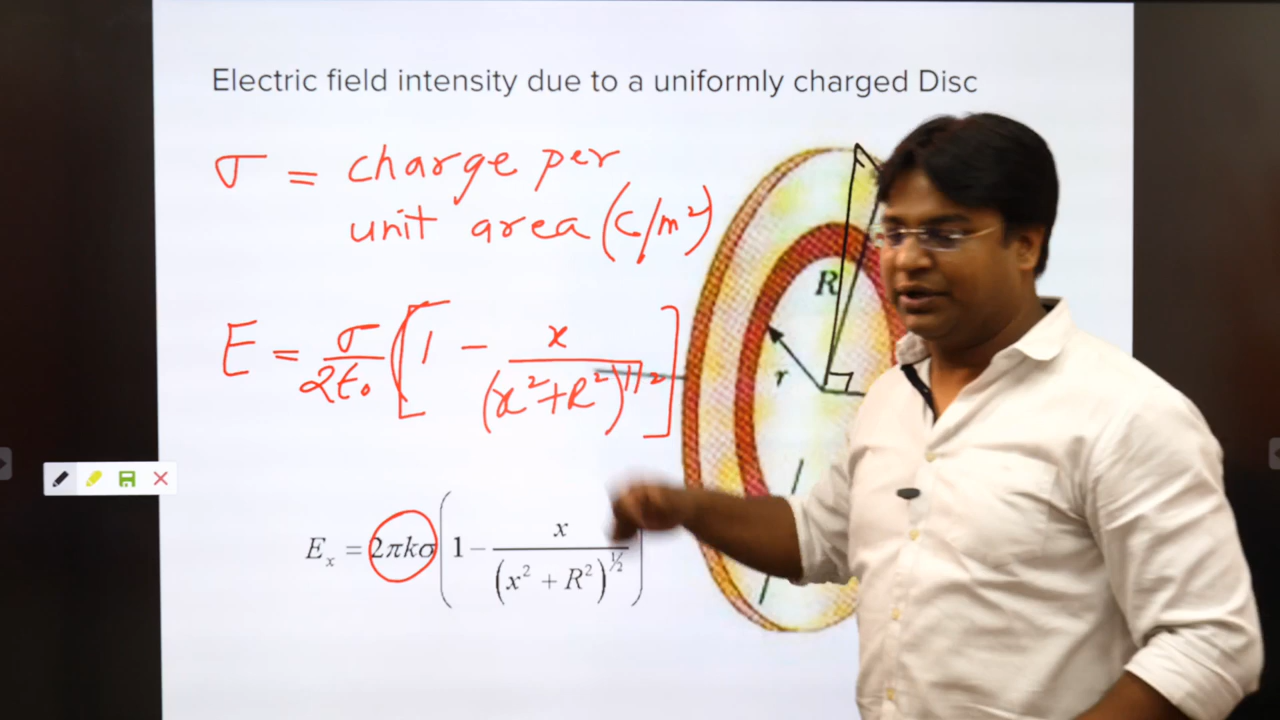 Electric field intensity due to a uniformly charged Disc
σ = charge per
unit area (C/m²)
E = σ/2ε₀ [1 - x/(x²+R²)^1/2]
R
r
Eₓ = 2πkσ (1 - x/(x² + R²)^½)